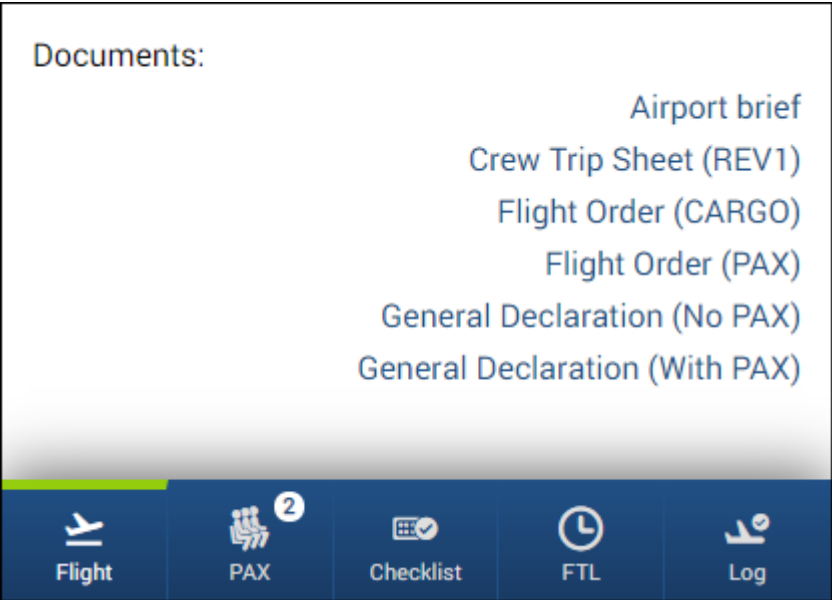 Documents:
Airport brief
Crew Trip Sheet (REV1)
Flight Order (CARGO)
Flight Order (PAX)
General Declaration (No PAX)
General Declaration (With PAX)
2
Flight
PAX
Checklist
FTL
Log